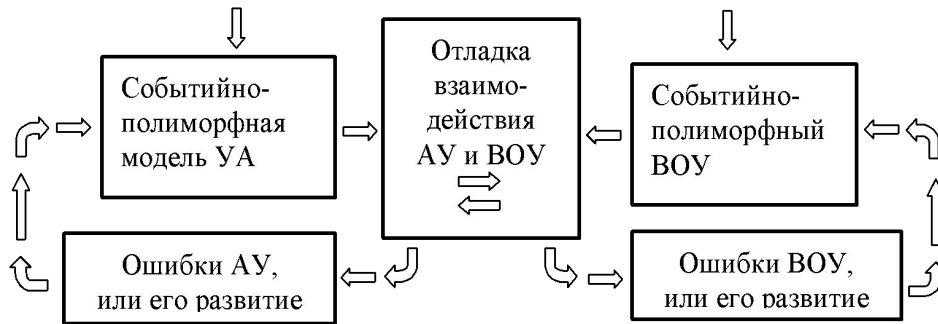 Событийно-
полиморфная
модель УА
Отладка
взаимо-
действия
АУ и ВОУ
Событийно-
полиморфный
ВОУ
Ошибки АУ,
или его развитие
Ошибки ВОУ,
или его развитие